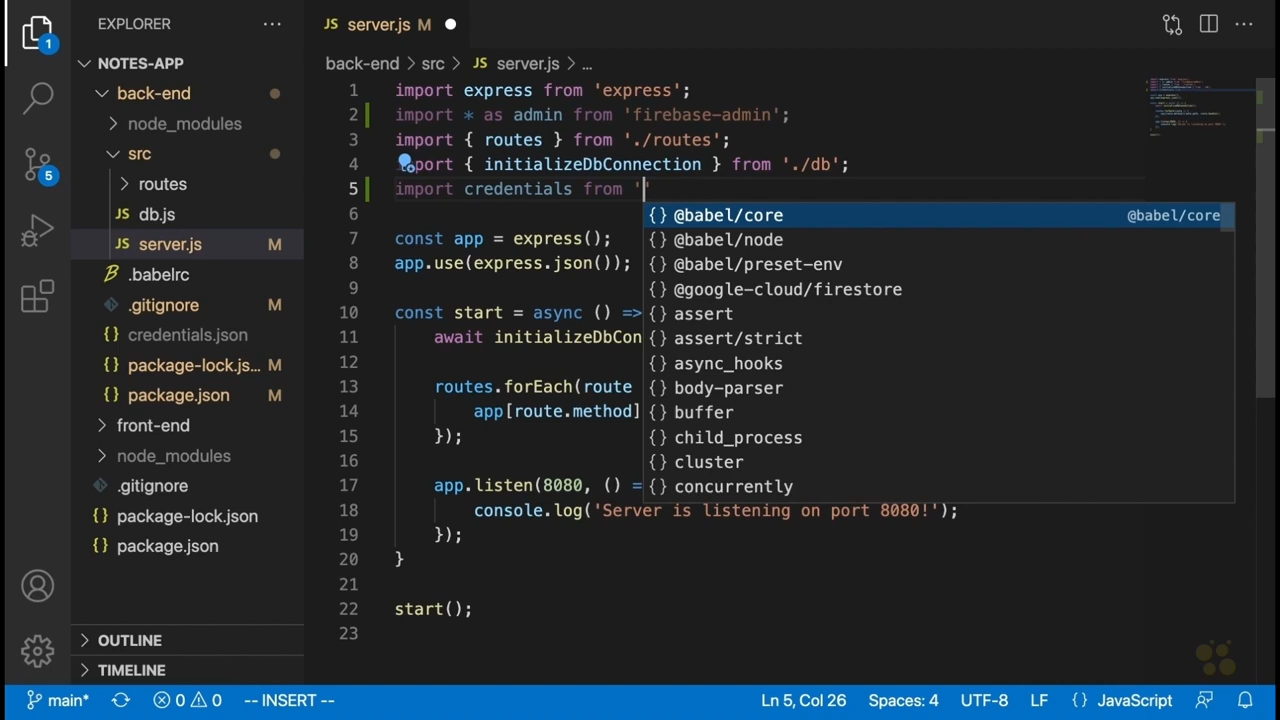 EXPLORER
NOTES-APP
back-end
node_modules
src
routes
db.js
server.js M
.babelrc
.gitignore M
credentials.json
package-lock.js... M
package.json M
front-end
node_modules
.gitignore
package-lock.json
package.json
OUTLINE
TIMELINE
1
5
JS server.js M
back-end > src > JS server.js > ...
1 import express from 'express';
2 import * as admin from 'firebase-admin';
3 import { routes } from './routes';
4 import { initializeDbConnection } from './db';
5 import credentials from ''
6
7 const app = express();
8 app.use(express.json());
9
10 const start = async () =>
11 await initializeDbCon
12
13 routes.forEach(route
14 app[route.method]
15 });
16
17 app.listen(8080, () =
18 console.log('Server is listening on port 8080!');
19 });
20 }
21
22 start();
23
{} @babel/core @babel/core
{} @babel/node
{} @babel/preset-env
{} @google-cloud/firestore
{} assert
{} assert/strict
{} async_hooks
{} body-parser
{} buffer
{} child_process
{} cluster
{} concurrently
main* 0 0 -- INSERT -- Ln 5, Col 26 Spaces: 4 UTF-8 LF {} JavaScript